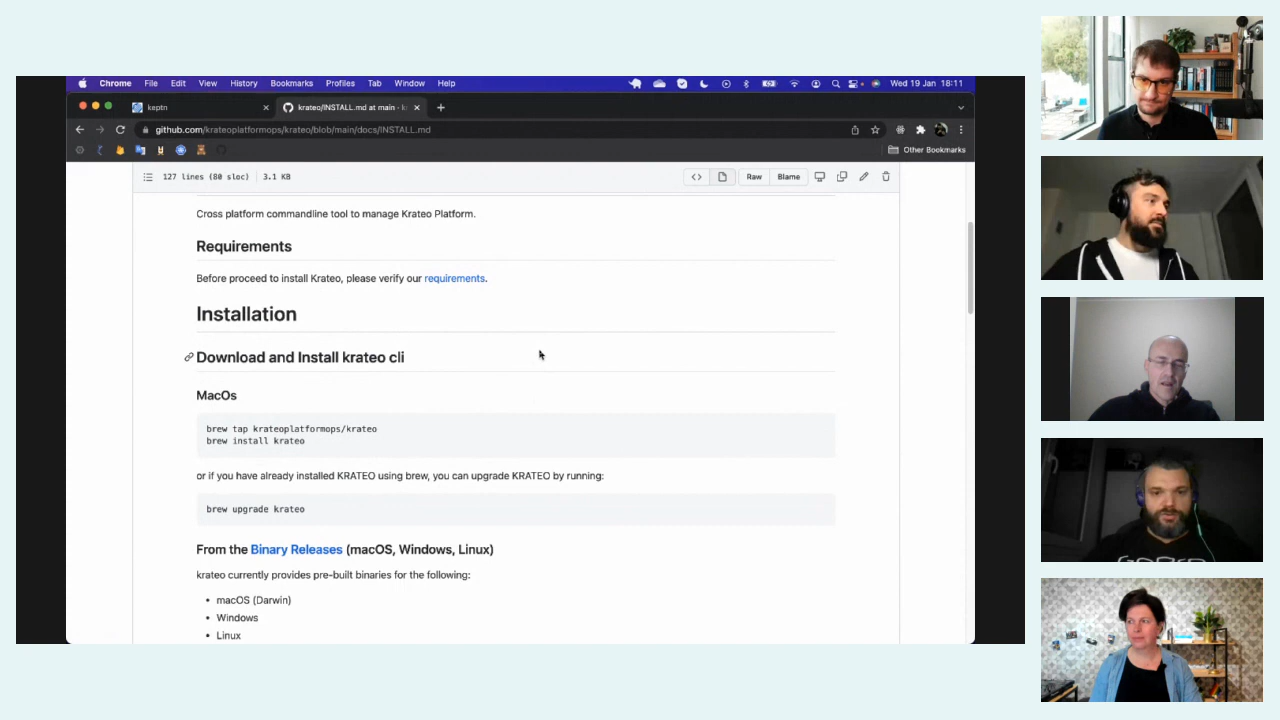 Chrome File Edit View History Bookmarks Profiles Tab Window Help Wed 19 Jan 18:11
keptn krateo/INSTALL.md at main · k
github.com/krateoplatformops/krateo/blob/main/docs/INSTALL.md
Other Bookmarks
127 lines (80 sloc) 3.1 KB Raw Blame
Cross platform commandline tool to manage Krateo Platform.
Requirements
Before proceed to install Krateo, please verify our requirements.
Installation
Download and Install krateo cli
MacOs
brew tap krateoplatformops/krateo
brew install krateo
or if you have already installed KRATEO using brew, you can upgrade KRATEO by running:
brew upgrade krateo
From the Binary Releases (macOS, Windows, Linux)
krateo currently provides pre-built binaries for the following:
• macOS (Darwin)
• Windows
• Linux